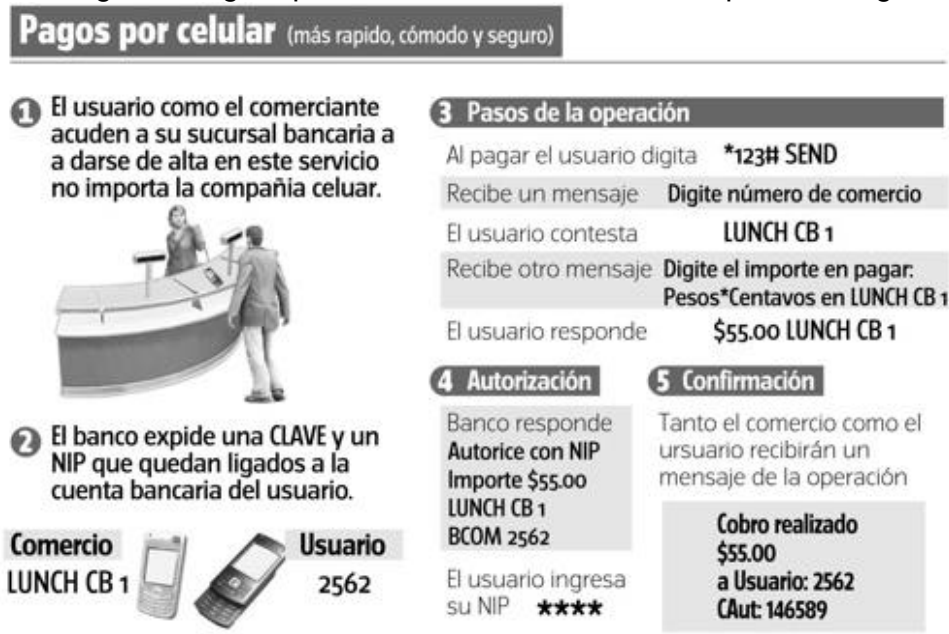 Pagos por celular (más rapido, cómodo y seguro)
1 El usuario como el comerciante
acuden a su sucursal bancaria a
a darse de alta en este servicio
no importa la compañia celuar.
2 El banco expide una CLAVE y un
NIP que quedan ligados a la
cuenta bancaria del usuario.
Comercio
LUNCH CB 1
Usuario
2562
3 Pasos de la operación
Al pagar el usuario digita *123# SEND
Recibe un mensaje Digite número de comercio
El usuario contesta LUNCH CB 1
Recibe otro mensaje Digite el importe en pagar:
Pesos*Centavos en LUNCH CB 1
El usuario responde $55.00 LUNCH CB 1
4 Autorización
Banco responde
Autorice con NIP
Importe $55.00
LUNCH CB 1
BCOM 2562
El usuario ingresa
su NIP ****
5 Confirmación
Tanto el comercio como el
ursuario recibirán un
mensaje de la operación
Cobro realizado
$55.00
a Usuario: 2562
CAut: 146589